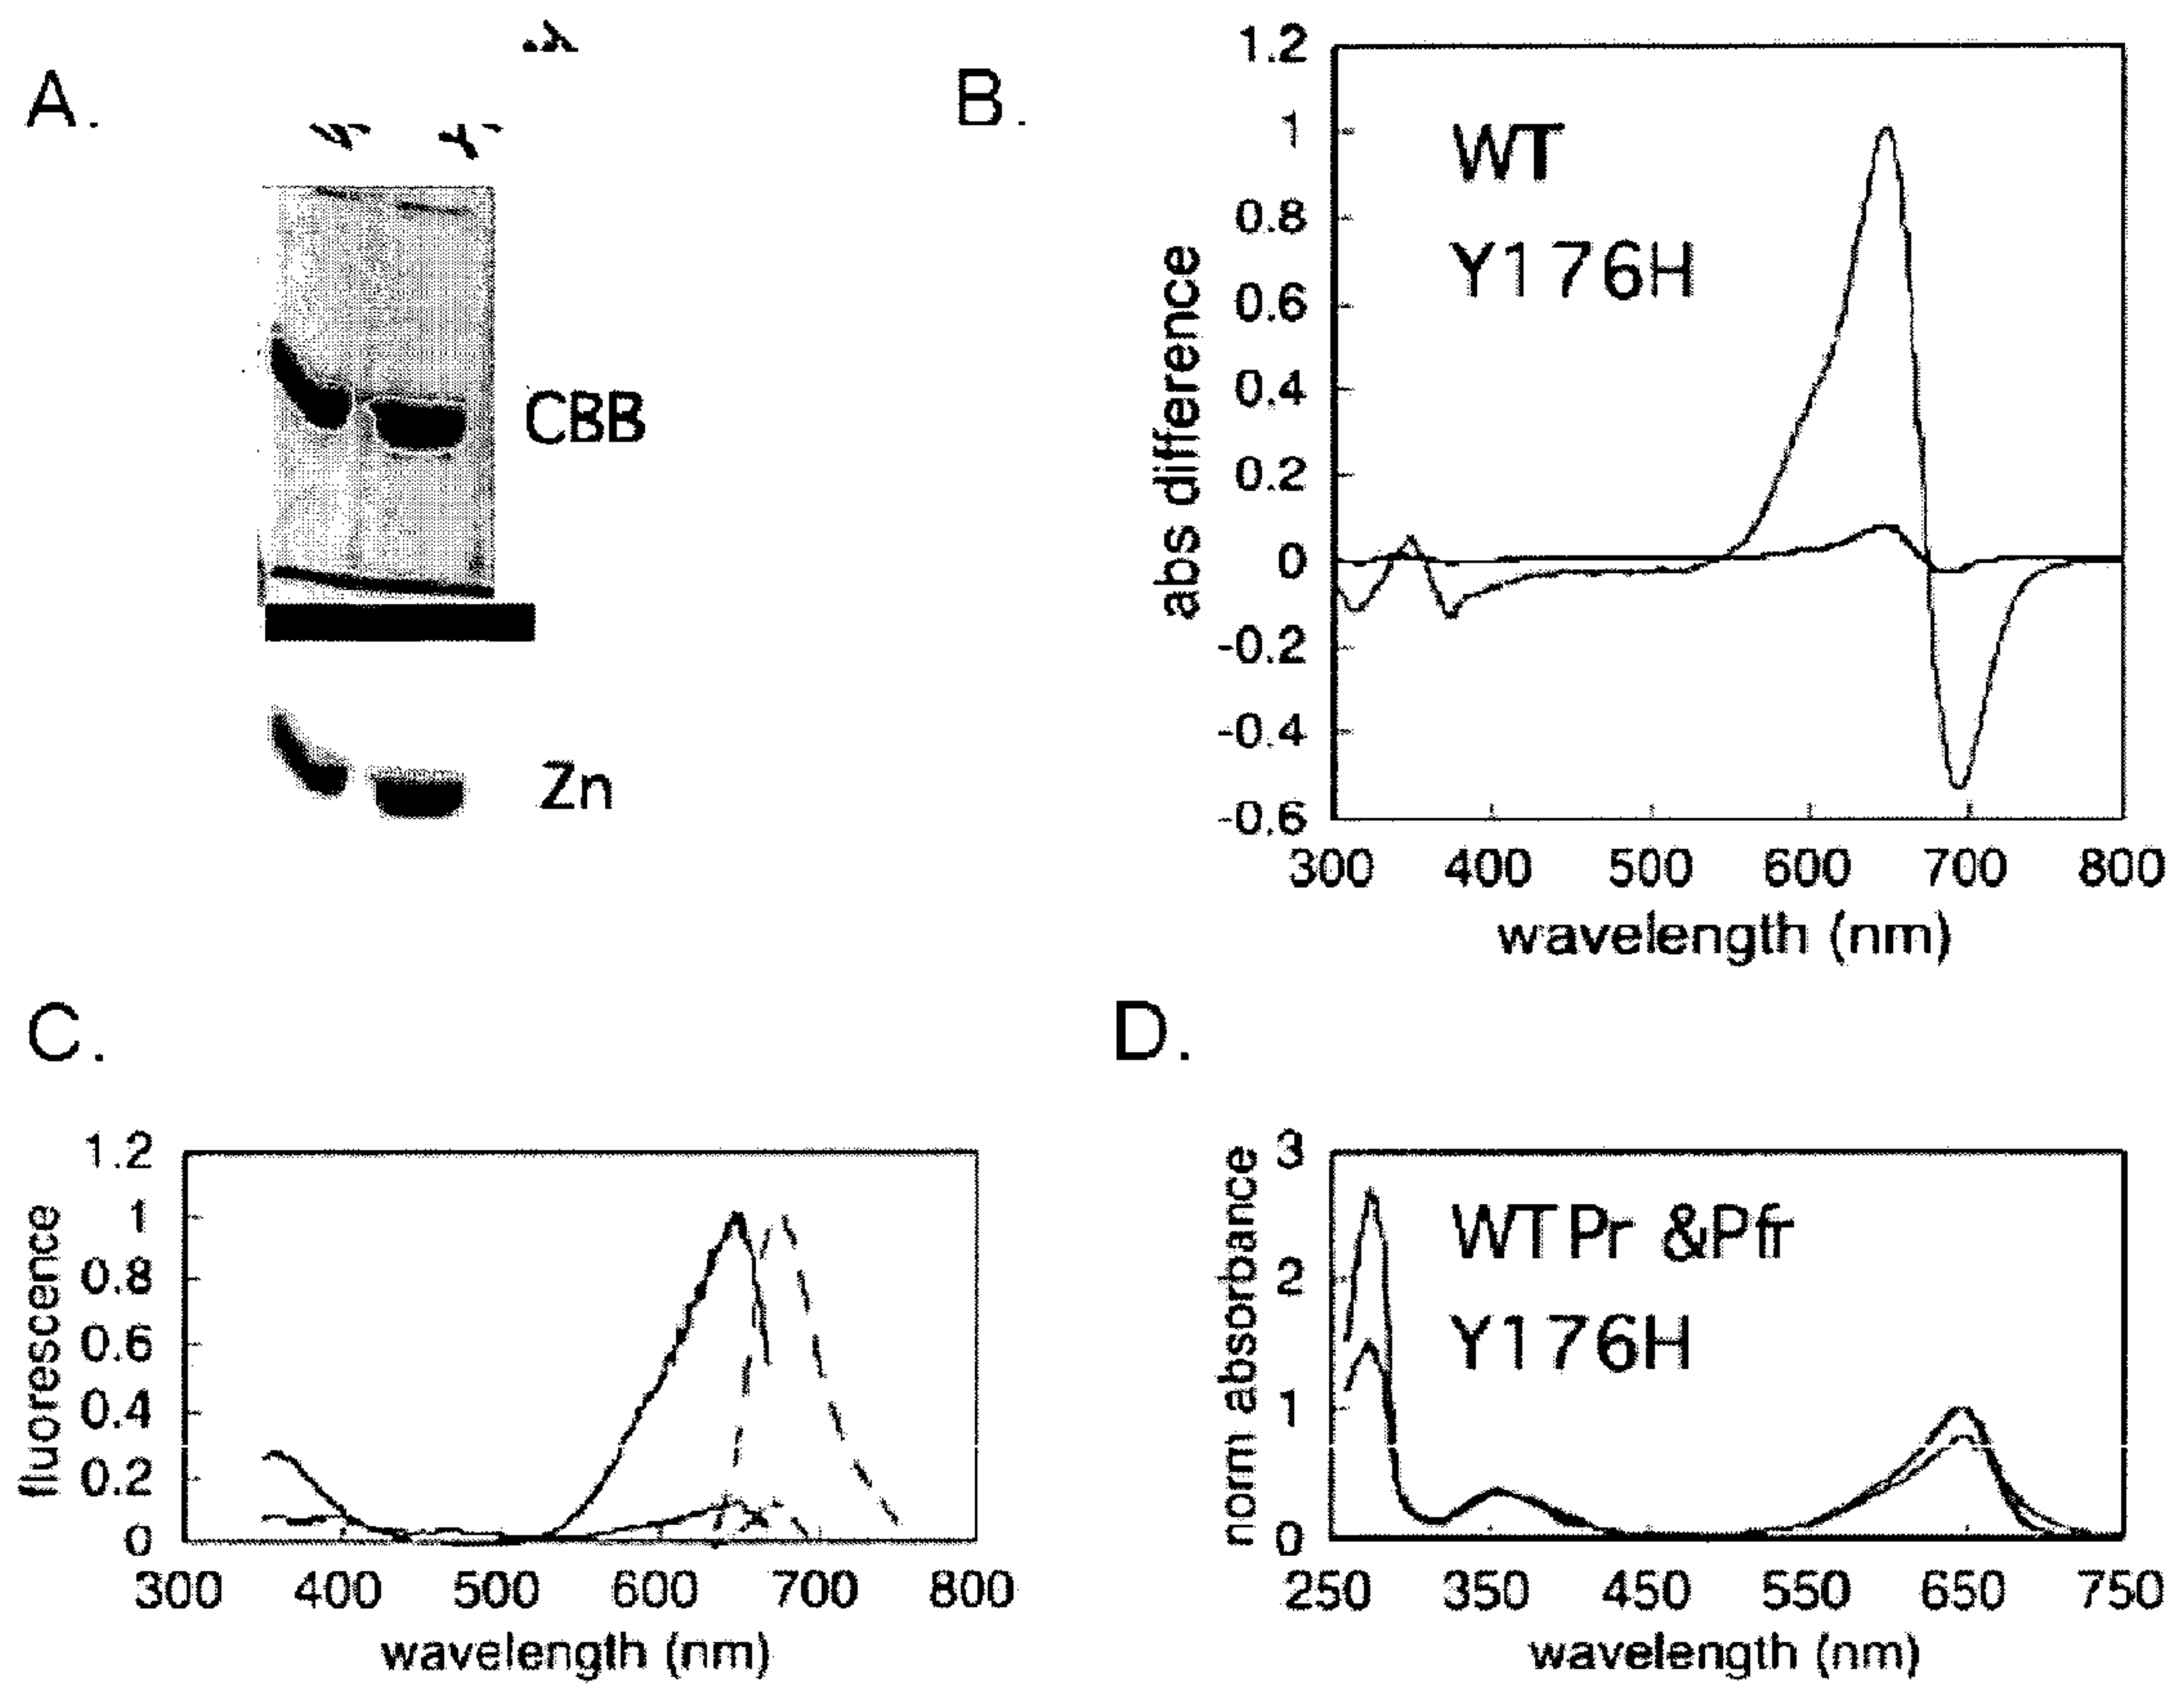 A.
CBB
Zn
B.
1.2
1
0.8
0.6
0.4
0.2
0
-0.2
-0.4
-0.6
abs difference
WT
Y176H
300 400 500 600 700 800
wavelength (nm)
C.
1.2
1
0.8
0.6
0.4
0.2
0
fluorescence
300 400 500 600 700 800
wavelength (nm)
D.
3
2
1
0
norm absorbance
WT Pr & Pfr
Y176H
250 350 450 550 650 750
wavelength (nm)